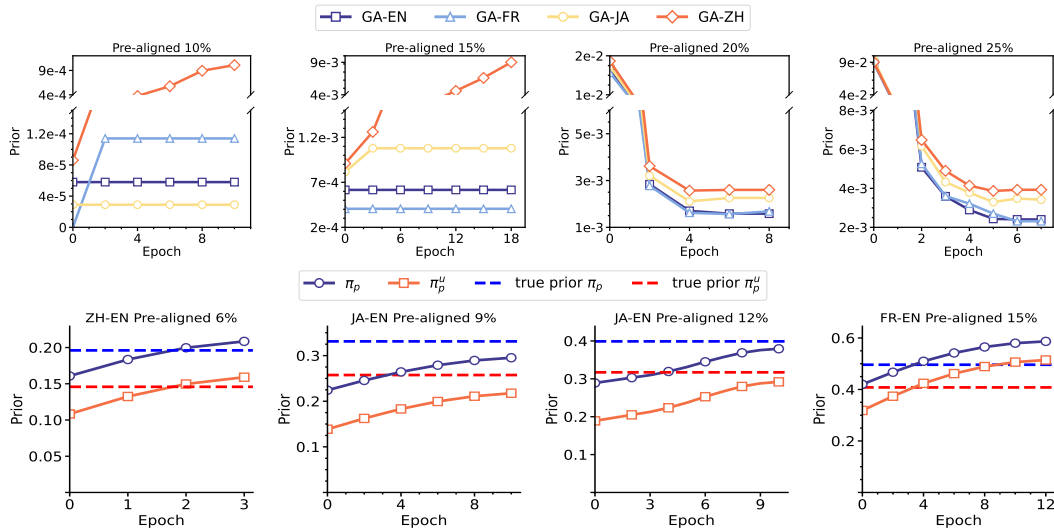 GA-EN GA-FR GA-JA GA-ZH
Pre-aligned 10% Pre-aligned 15% Pre-aligned 20% Pre-aligned 25%
9e-4
4e-4
1.2e-4
8e-5
4e-5
0
Prior
0 4 8
Epoch
9e-3
4e-3
1.2e-3
7e-4
2e-4
Prior
0 6 12 18
Epoch
2e-2
1e-2
5e-3
3e-3
1e-3
Prior
0 2 4 6 8
Epoch
9e-2
4e-2
8e-3
6e-3
4e-3
2e-3
Prior
0 2 4 6
Epoch
π_p π_p^u true prior π_p true prior π_p^u
ZH-EN Pre-aligned 6% JA-EN Pre-aligned 9% JA-EN Pre-aligned 12% FR-EN Pre-aligned 15%
0.20
0.15
0.10
0.05
Prior
0 1 2 3
Epoch
0.3
0.2
0.1
Prior
0 4 8
Epoch
0.4
0.3
0.2
0.1
Prior
0 3 6 9
Epoch
0.6
0.4
0.2
Prior
0 4 8 12
Epoch